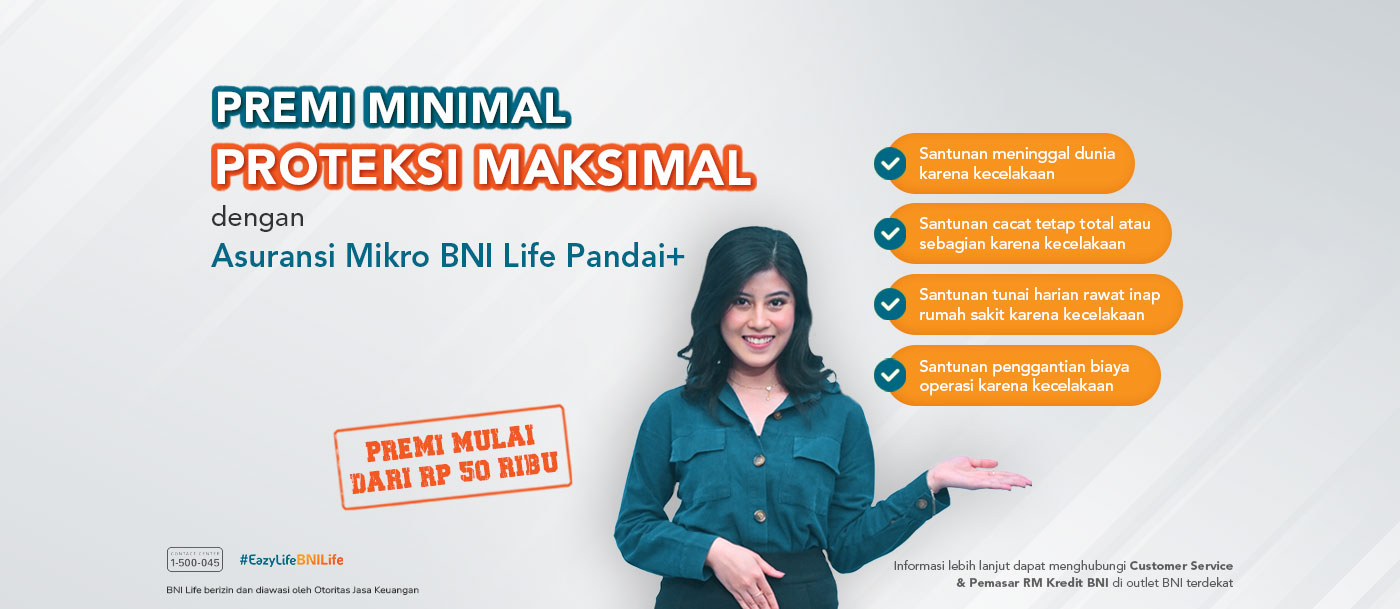 PREMI MINIMAL
PROTEKSI MAKSIMAL
dengan
Asuransi Mikro BNI Life Pandai+
Santunan meninggal dunia
karena kecelakaan
Santunan cacat tetap total atau
sebagian karena kecelakaan
Santunan tunai harian rawat inap
rumah sakit karena kecelakaan
Santunan penggantian biaya
operasi karena kecelakaan
PREMI MULAI
DARI RP 50 RIBU
CONTACT CENTER
1-500-045
#EazyLifeBNILife
BNI Life berizin dan diawasi oleh Otoritas Jasa Keuangan
Informasi lebih lanjut dapat menghubungi Customer Service
& Pemasar RM Kredit BNI di outlet BNI terdekat